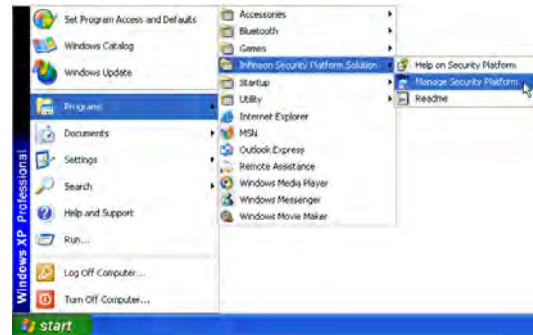 Set Program Access and Defaults
Windows Catalog
Windows Update
Programs
Documents
Settings
Search
Help and Support
Run...
Log Off Computer...
Turn Off Computer...
Windows XP Professional
start
Accessories
Bluetooth
Games
Infineon Security Platform Solution
Startup
Utility
Internet Explorer
MSN
Outlook Express
Remote Assistance
Windows Media Player
Windows Messenger
Windows Movie Maker
Help on Security Platform
Manage Security Platform
Readme